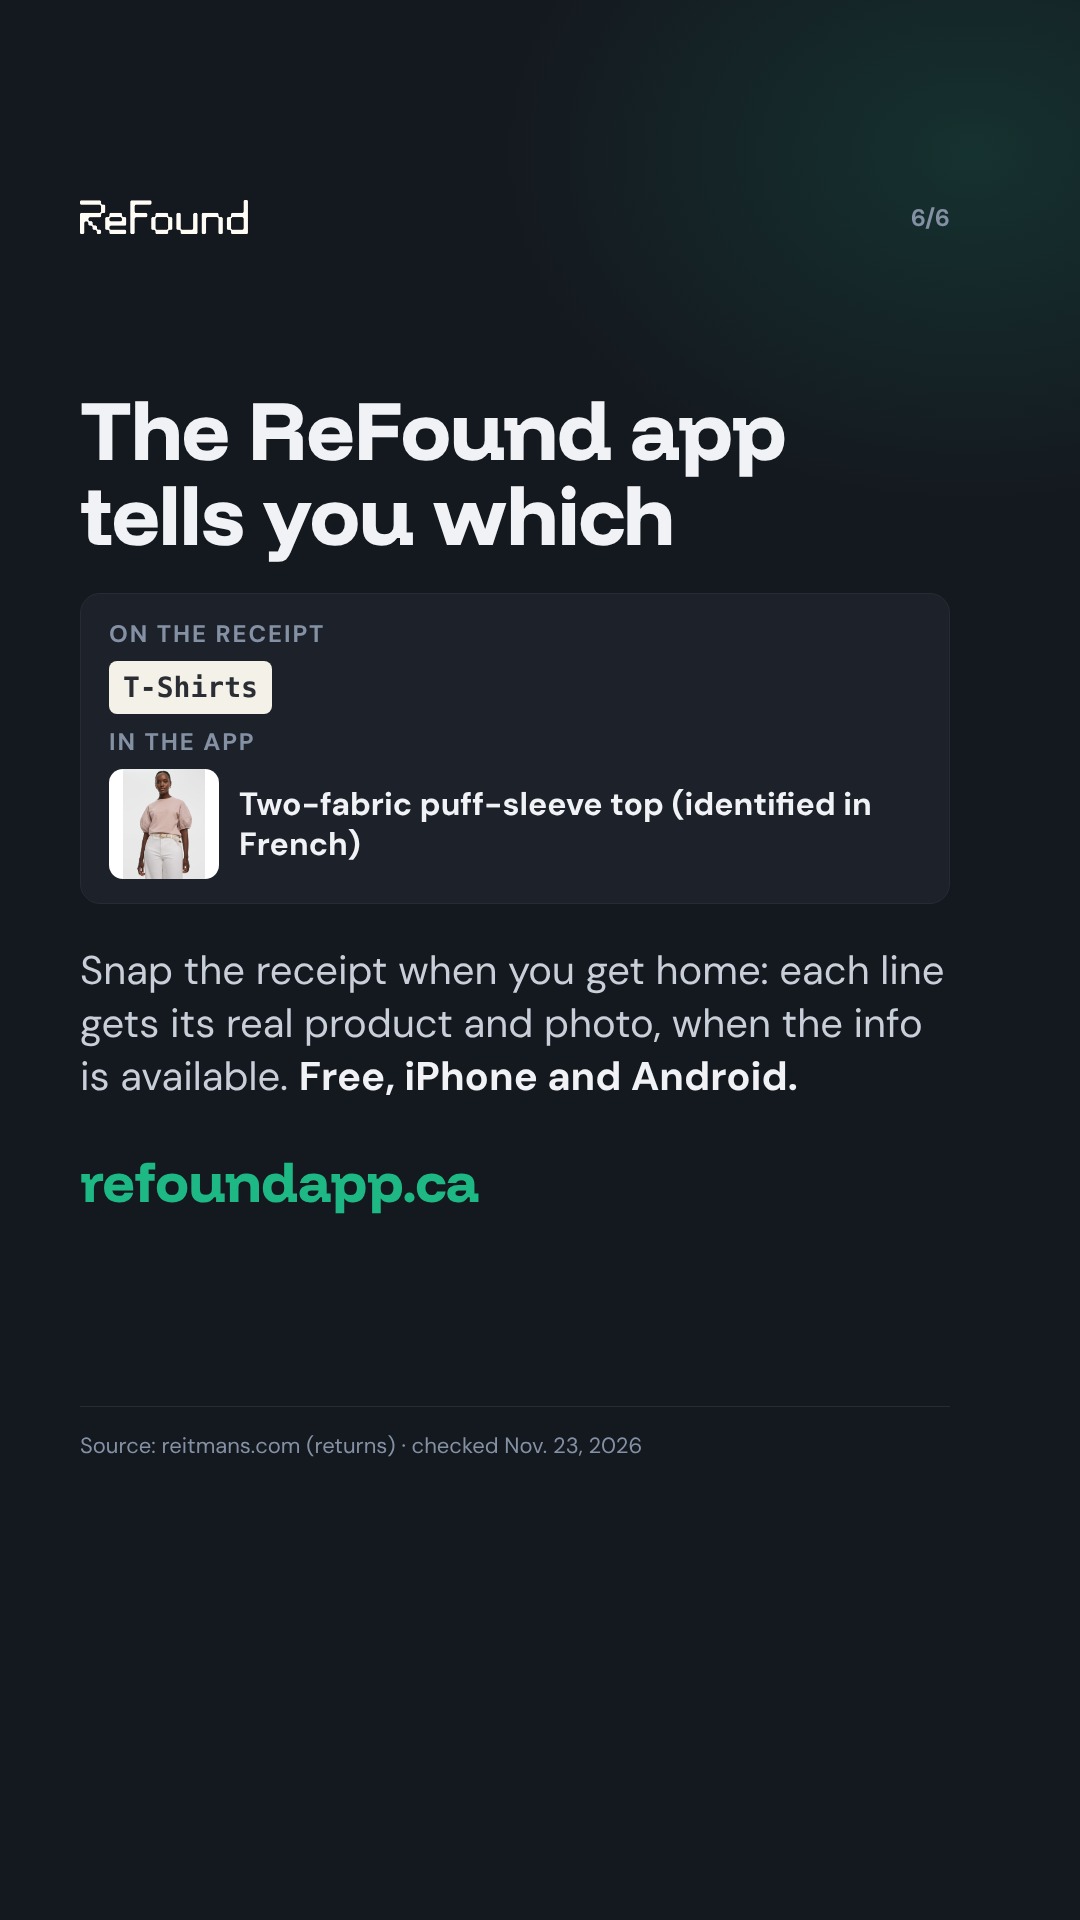 ReFound
6/6
The ReFound app
tells you which
ON THE RECEIPT
T-Shirts
IN THE APP
Two-fabric puff-sleeve top (identified in
French)
Snap the receipt when you get home: each line
gets its real product and photo, when the info
is available. Free, iPhone and Android.
refoundapp.ca
Source: reitmans.com (returns) · checked Nov. 23, 2026